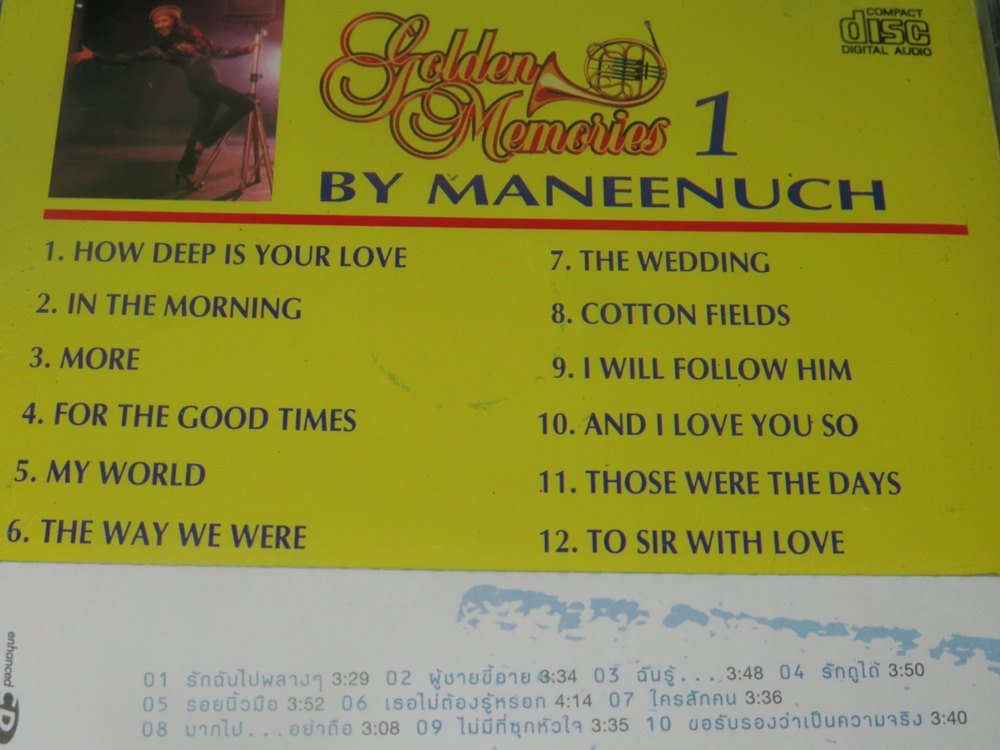 COMPACT
disc
DIGITAL AUDIO
Golden
Memories 1
BY MANEENUCH
1. HOW DEEP IS YOUR LOVE
2. IN THE MORNING
3. MORE
4. FOR THE GOOD TIMES
5. MY WORLD
6. THE WAY WE WERE
7. THE WEDDING
8. COTTON FIELDS
9. I WILL FOLLOW HIM
10. AND I LOVE YOU SO
11. THOSE WERE THE DAYS
12. TO SIR WITH LOVE
enhanced
01 รักฉันไปพลางๆ 3:29 02 ผู้ชายขี้อาย 3:34 03 ฉันรู้... 3:48 04 รักดูได้ 3:50
05 รอยนิ้วมือ 3:52 06 เธอไม่ต้องรู้หรอก 4:14 07 ใครสักคน 3:36
08 มากไป...อย่าถือ 3:08 09 ไม่มีที่ซุกหัวใจ 3:35 10 ขอรับรองว่าเป็นความจริง 3:40